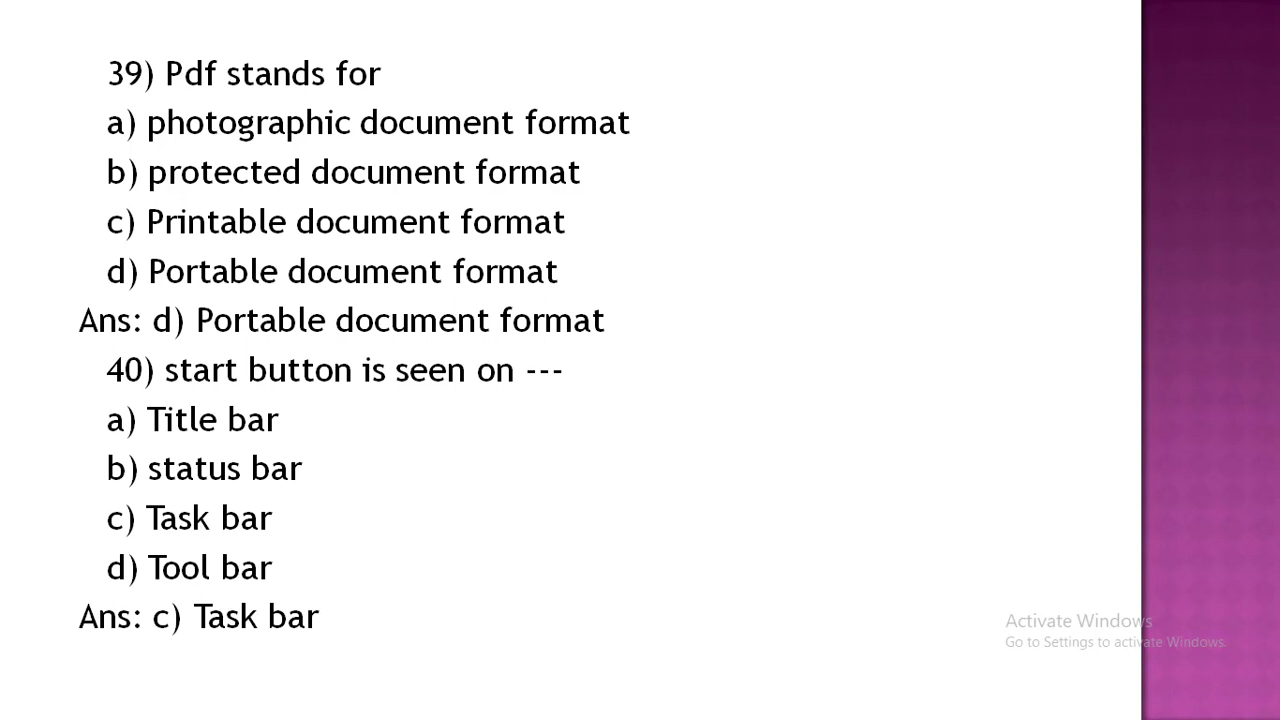 39) Pdf stands for
a) photographic document format
b) protected document format
c) Printable document format
d) Portable document format
Ans: d) Portable document format
40) start button is seen on ---
a) Title bar
b) status bar
c) Task bar
d) Tool bar
Ans: c) Task bar
Activate Windows
Go to Settings to activate Windows.